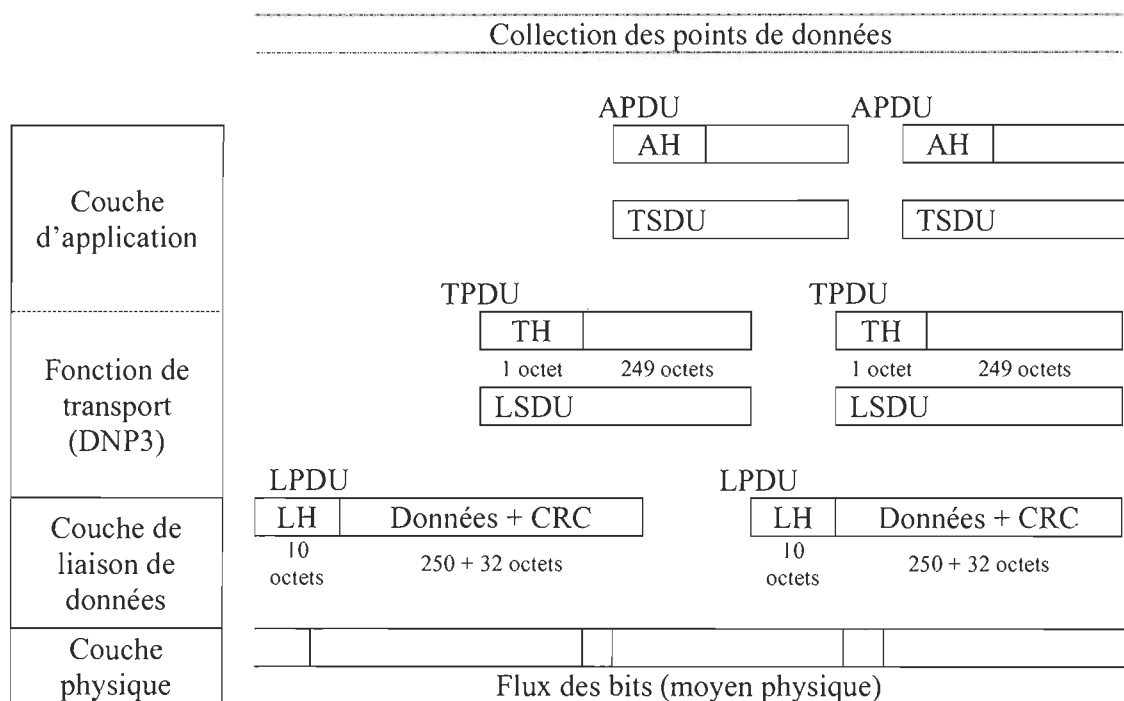 Collection des points de données
APDU APDU
AH AH
Couche
d'application
TSDU TSDU
TPDU TPDU
TH TH
1 octet 249 octets 1 octet 249 octets
Fonction de
transport
(DNP3)
LSDU LSDU
LPDU LPDU
LH Données + CRC LH Données + CRC
10
octets
250 + 32 octets
10
octets
250 + 32 octets
Couche de
liaison de
données
Couche
physique
Flux des bits (moyen physique)